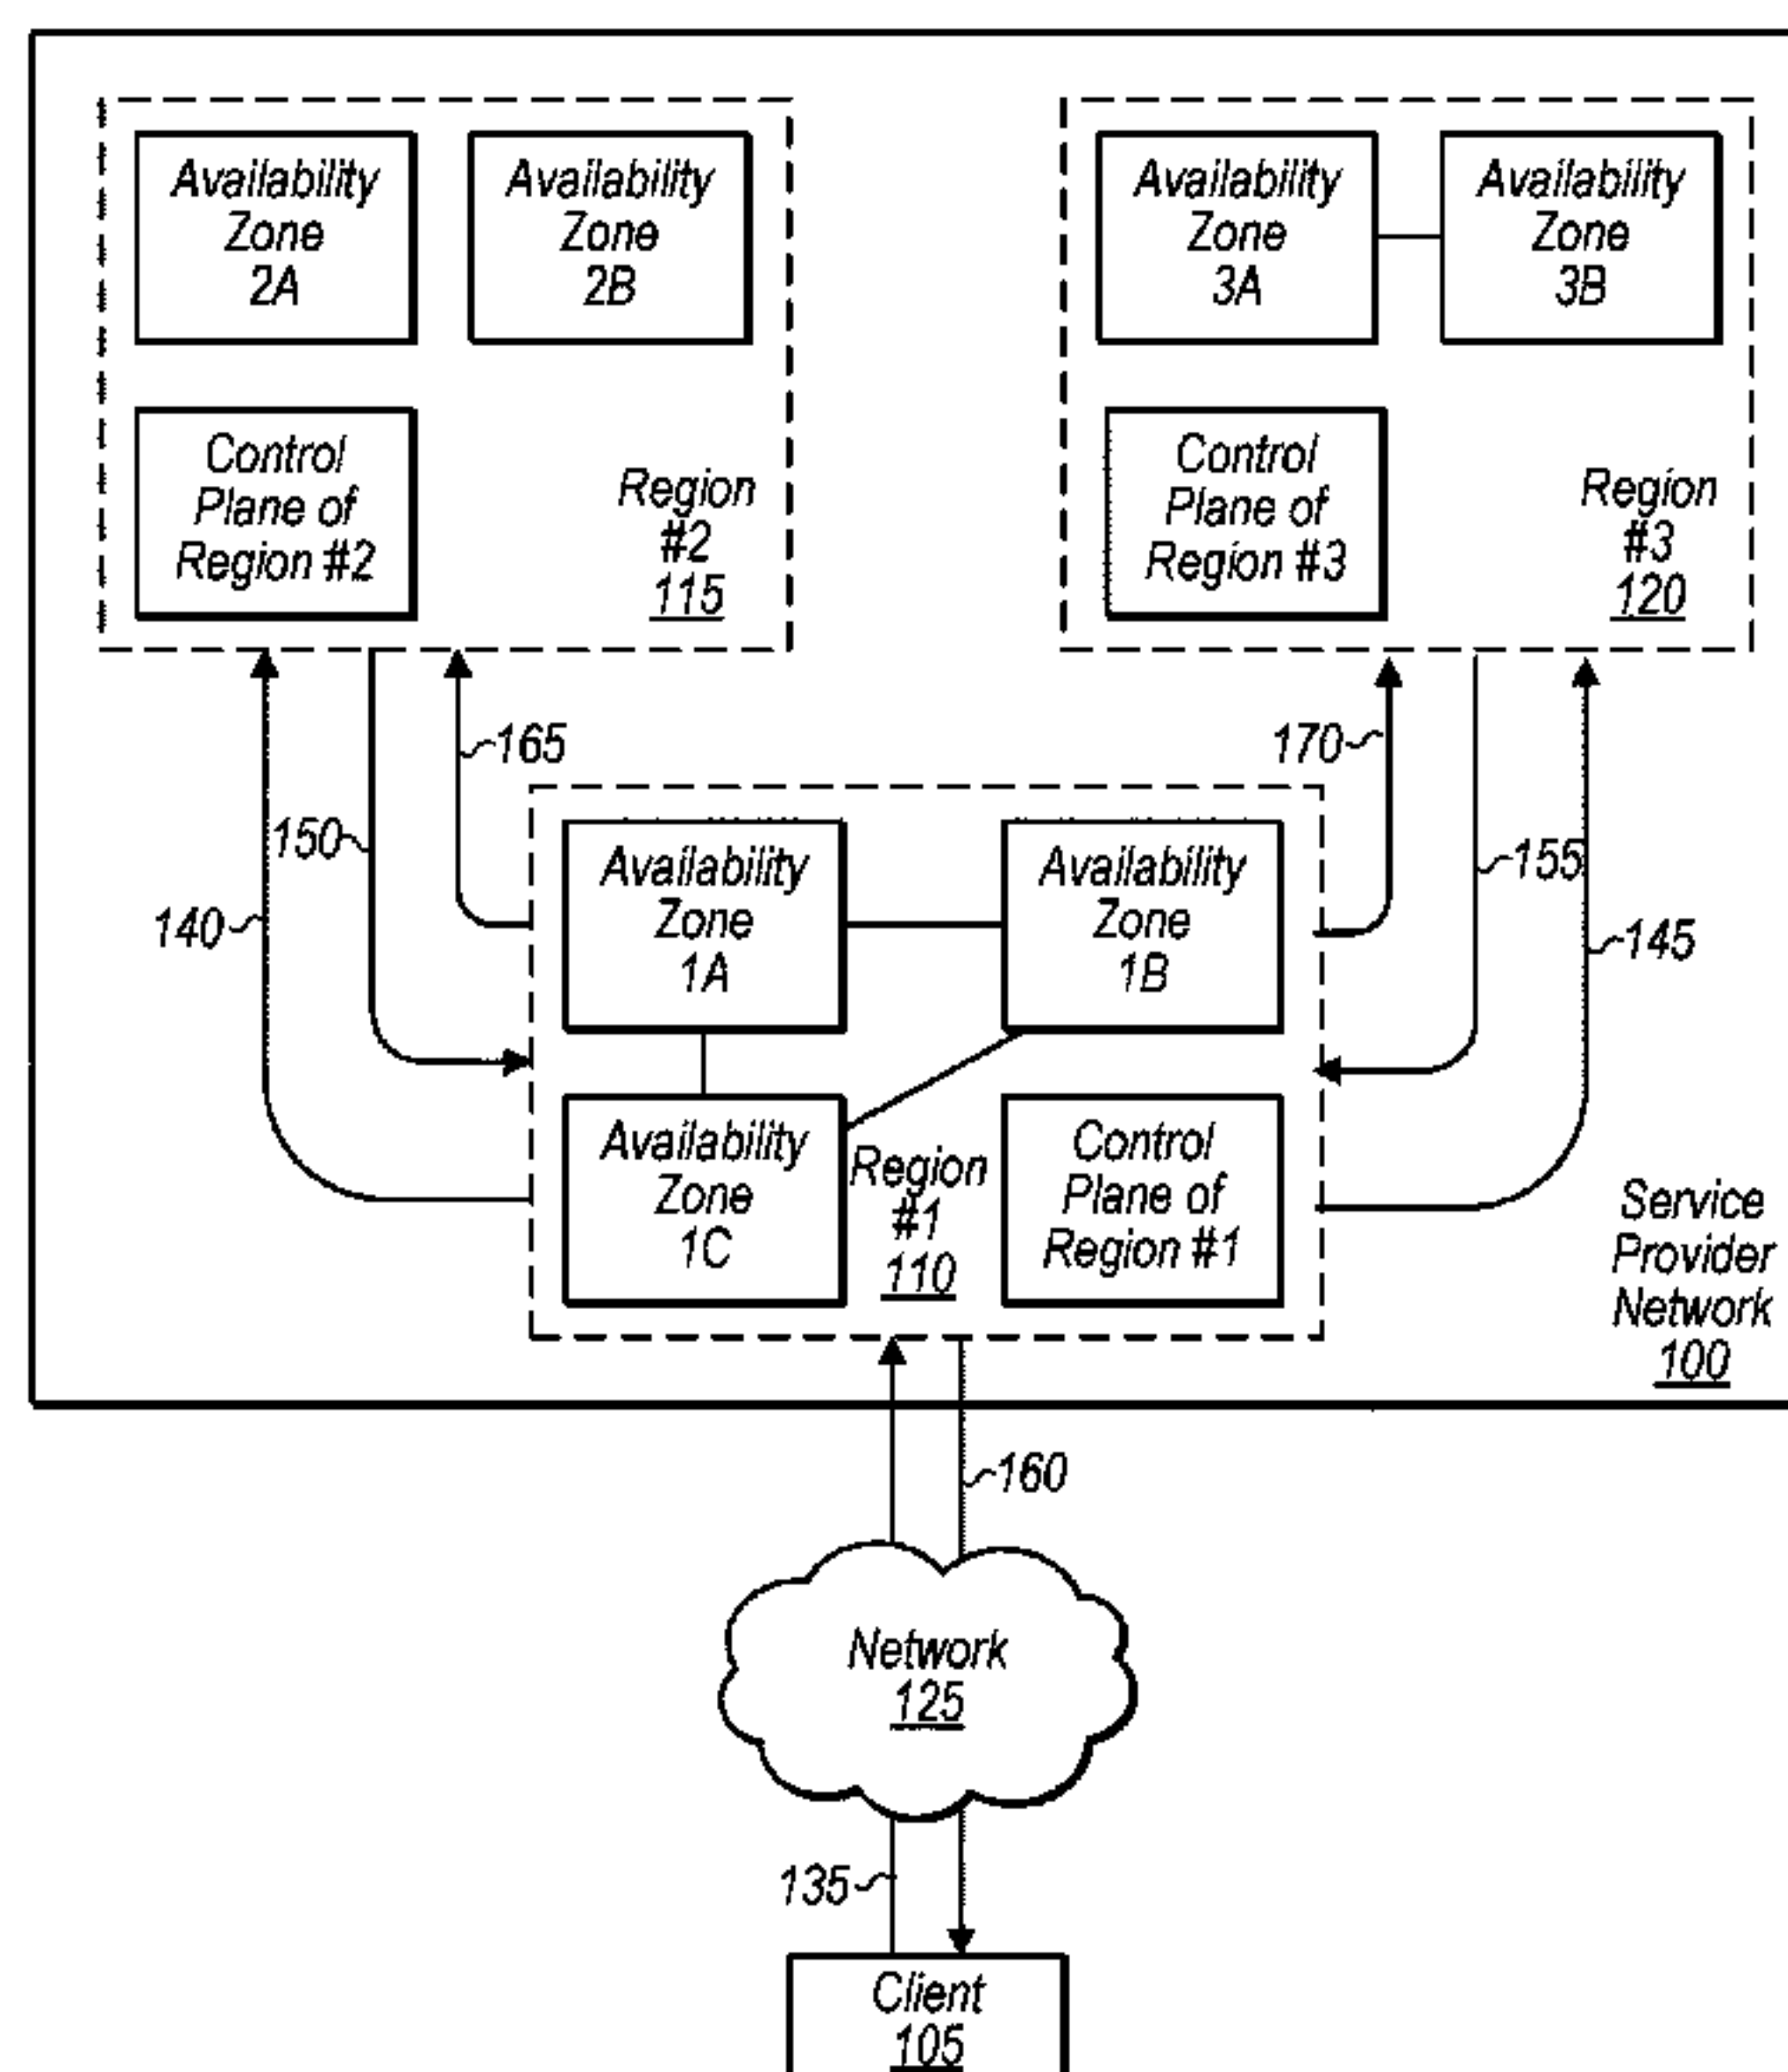 Availability
Zone
2A
Availability
Zone
2B
Control
Plane of
Region #2
Region
#2
115
Availability
Zone
3A
Availability
Zone
3B
Control
Plane of
Region #3
Region
#3
120
165
170
150
155
140
145
Availability
Zone
1A
Availability
Zone
1B
Availability
Zone
1C
Region
#1
110
Control
Plane of
Region #1
Service
Provider
Network
100
160
Network
125
135
Client
105